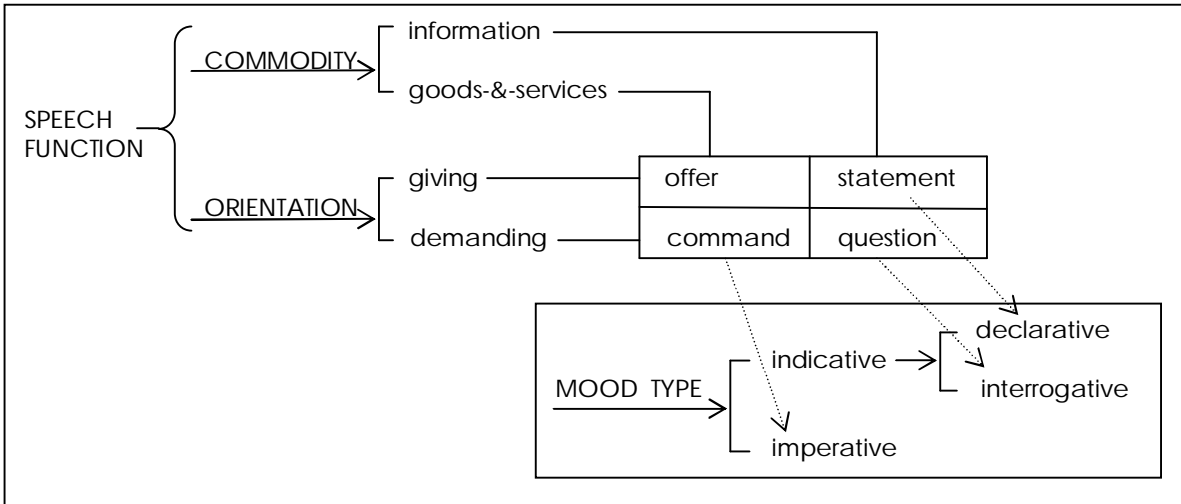 information
COMMODITY
goods-&-services
SPEECH
FUNCTION
giving
offer
statement
ORIENTATION
demanding
command
question
declarative
indicative
MOOD TYPE
interrogative
imperative